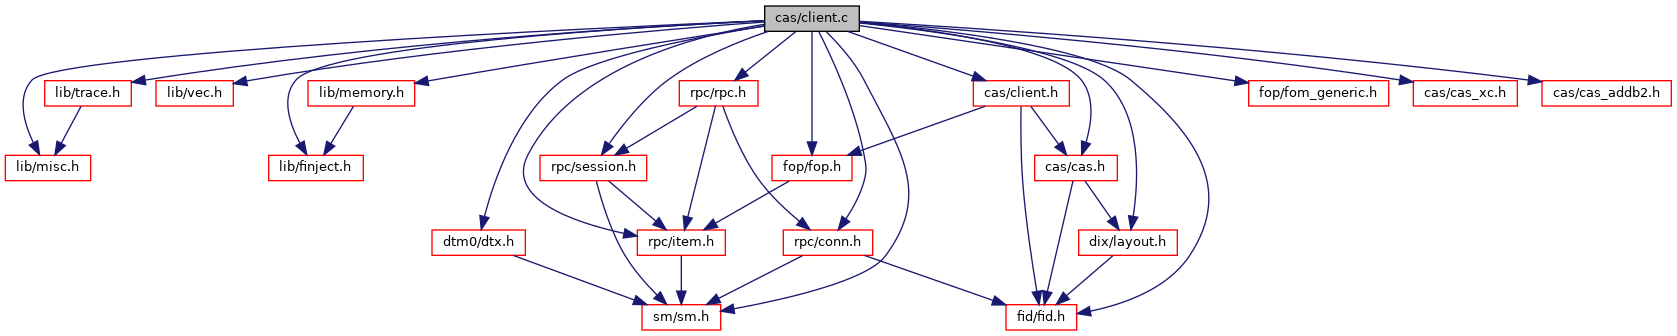 cas/client.c
lib/trace.h
lib/vec.h
lib/memory.h
rpc/rpc.h
cas/client.h
fop/fom_generic.h
cas/cas_xc.h
cas/cas_addb2.h
lib/misc.h
lib/finject.h
rpc/session.h
fop/fop.h
cas/cas.h
dtm0/dtx.h
rpc/item.h
rpc/conn.h
dix/layout.h
sm/sm.h
fid/fid.h